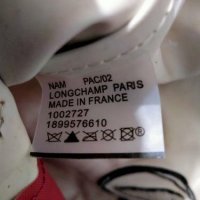 NAM PAC/02
LONGCHAMP PARIS
MADE IN FRANCE
1002727
1899576610